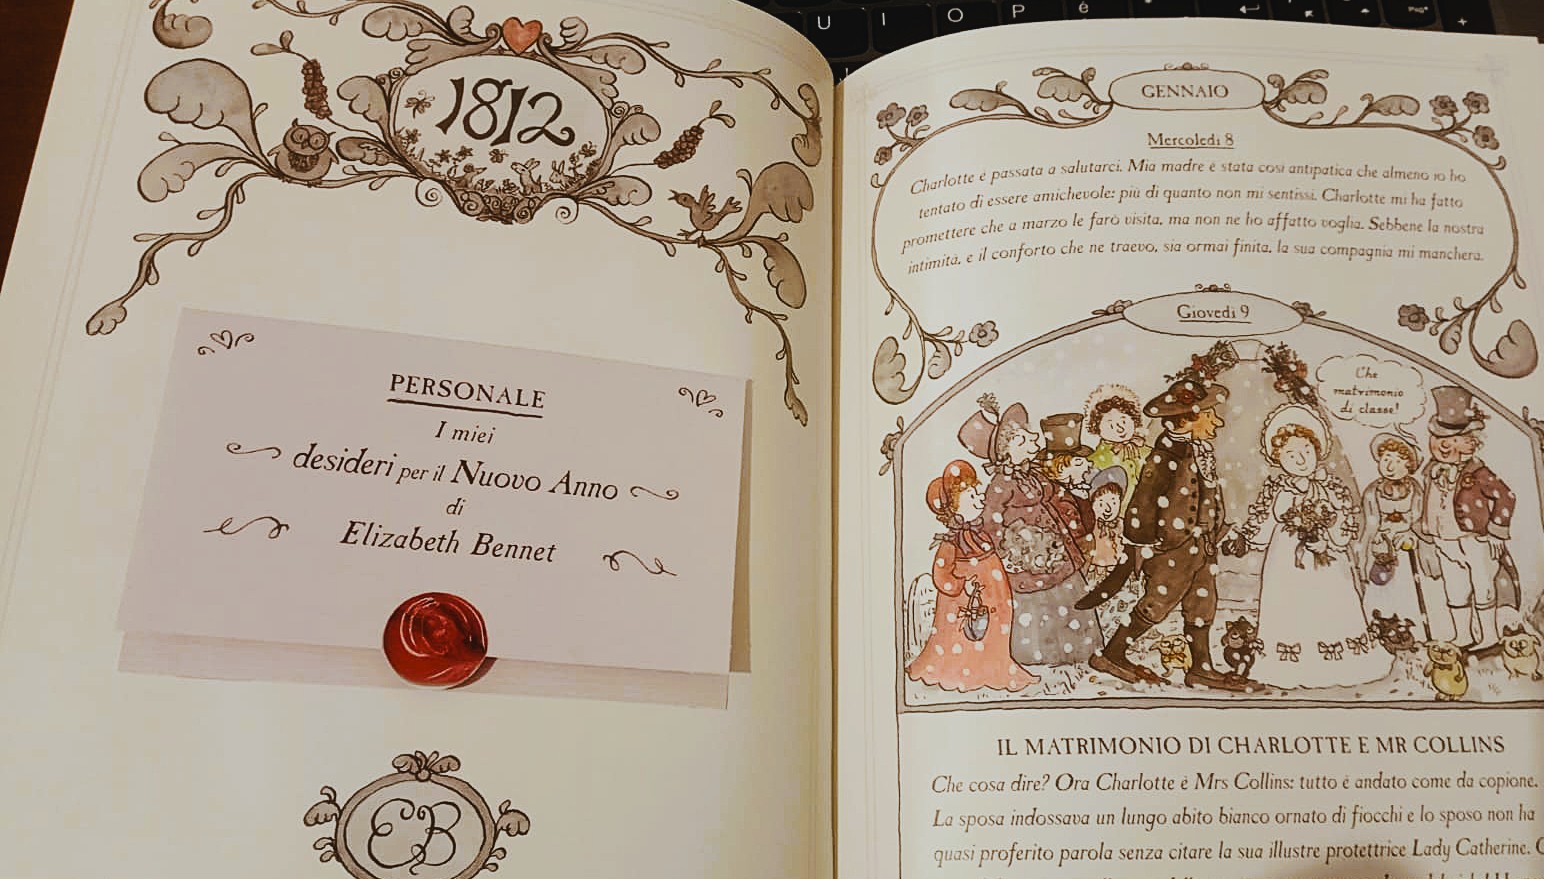 1812
PERSONALE
I miei
desideri per il Nuovo Anno
di
Elizabeth Bennet
EB
U I O P è
GENNAIO
Mercoledì 8
Charlotte è passata a salutarci. Mia madre è stata così antipatica che almeno io ho
tentato di essere amichevole: più di quanto non mi sentissi. Charlotte mi ha fatto
promettere che a marzo le farò visita, ma non ne ho affatto voglia. Sebbene la nostra
intimità, e il conforto che ne traevo, sia ormai finita, la sua compagnia mi mancherà.
Giovedì 9
Che
matrimonio
di classe!
IL MATRIMONIO DI CHARLOTTE E MR COLLINS
Che cosa dire? Ora Charlotte è Mrs Collins: tutto è andato come da copione.
La sposa indossava un lungo abito bianco ornato di fiocchi e lo sposo non ha
quasi proferito parola senza citare la sua illustre protettrice Lady Catherine.